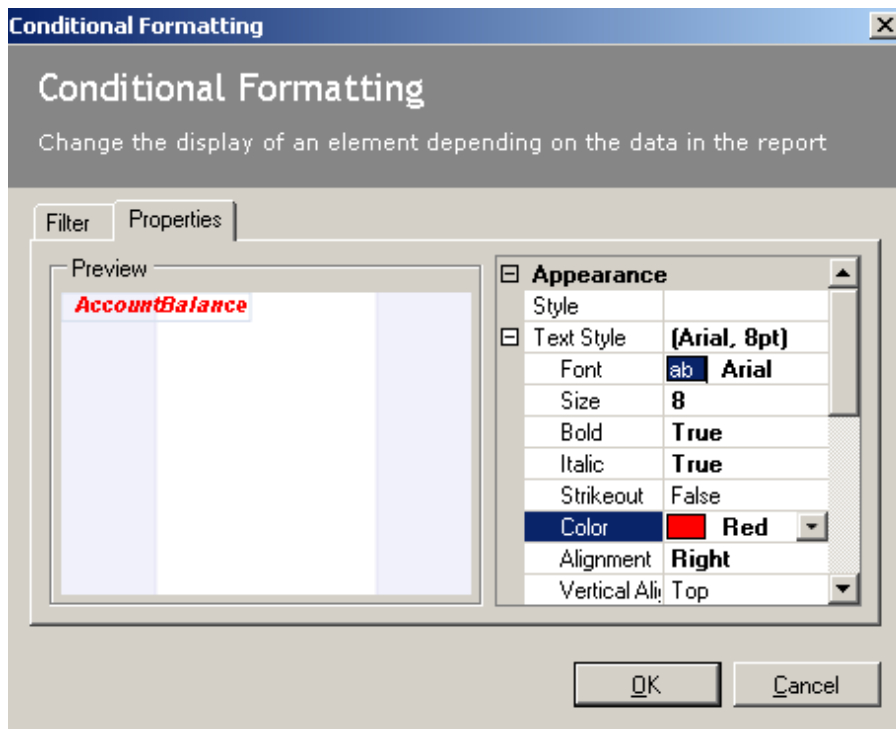 Conditional Formatting
Conditional Formatting
Change the display of an element depending on the data in the report
Filter
Properties
Preview
AccountBalance
Appearance
Style
Text Style (Arial, 8pt)
Font ab Arial
Size 8
Bold True
Italic True
Strikeout False
Color Red
Alignment Right
Vertical Top
OK
Cancel